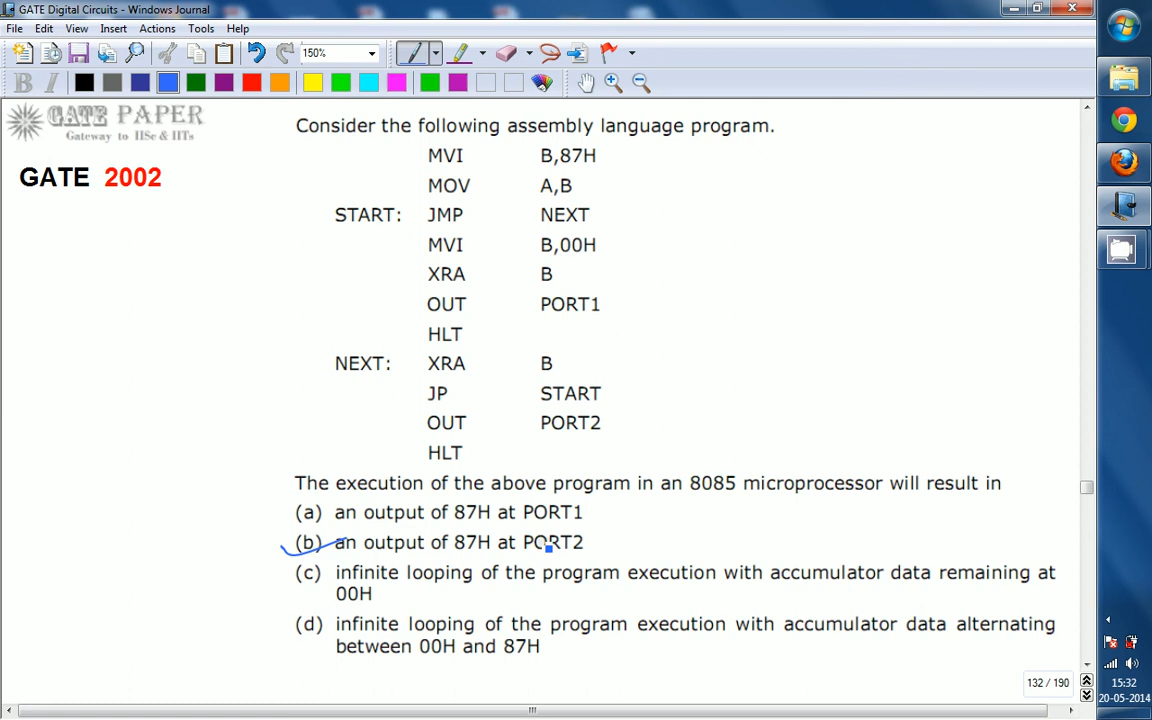 GATE Digital Circuits - Windows Journal
File Edit View Insert Actions Tools Help
150%
B I
GATE PAPER
Gateway to IISc & IITs
GATE 2002
Consider the following assembly language program.
MVI B,87H
MOV A,B
START: JMP NEXT
MVI B,00H
XRA B
OUT PORT1
HLT
NEXT: XRA B
JP START
OUT PORT2
HLT
The execution of the above program in an 8085 microprocessor will result in
(a) an output of 87H at PORT1
(b) an output of 87H at PORT2
(c) infinite looping of the program execution with accumulator data remaining at
00H
(d) infinite looping of the program execution with accumulator data alternating
between 00H and 87H
132 / 190
15:32
20-05-2014